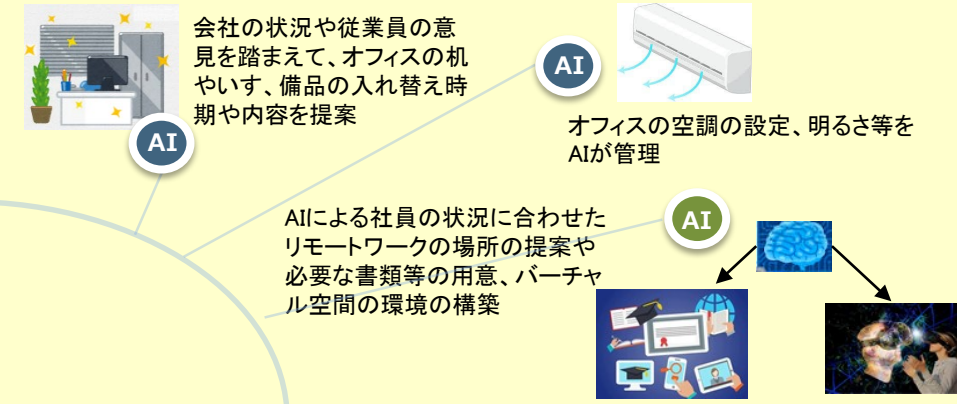 会社の状況や従業員の意
見を踏まえて、オフィスの机
やいす、備品の入れ替え時
期や内容を提案
AI
AI
オフィスの空調の設定、明るさ等を
AIが管理
AIによる社員の状況に合わせた
リモートワークの場所の提案や
必要な書類等の用意、バーチャ
ル空間の環境の構築
AI